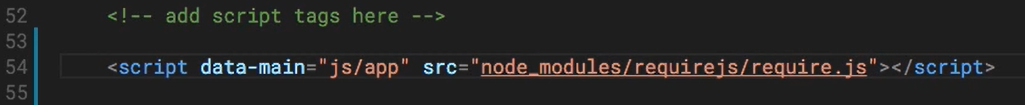 52 <!-- add script tags here -->
53
54 <script data-main="js/app" src="node_modules/requirejs/require.js"></script>
55